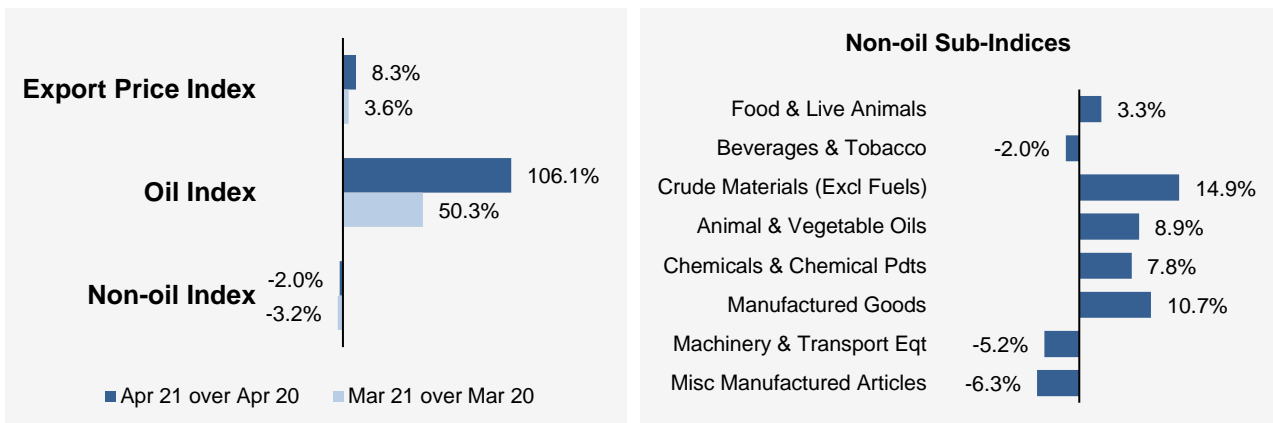 Export Price Index
8.3%
3.6%
Oil Index
106.1%
50.3%
Non-oil Index
-2.0%
-3.2%
Apr 21 over Apr 20
Mar 21 over Mar 20
Non-oil Sub-Indices
Food & Live Animals
3.3%
Beverages & Tobacco
-2.0%
Crude Materials (Excl Fuels)
14.9%
Animal & Vegetable Oils
8.9%
Chemicals & Chemical Pdts
7.8%
Manufactured Goods
10.7%
Machinery & Transport Eqt
-5.2%
Misc Manufactured Articles
-6.3%